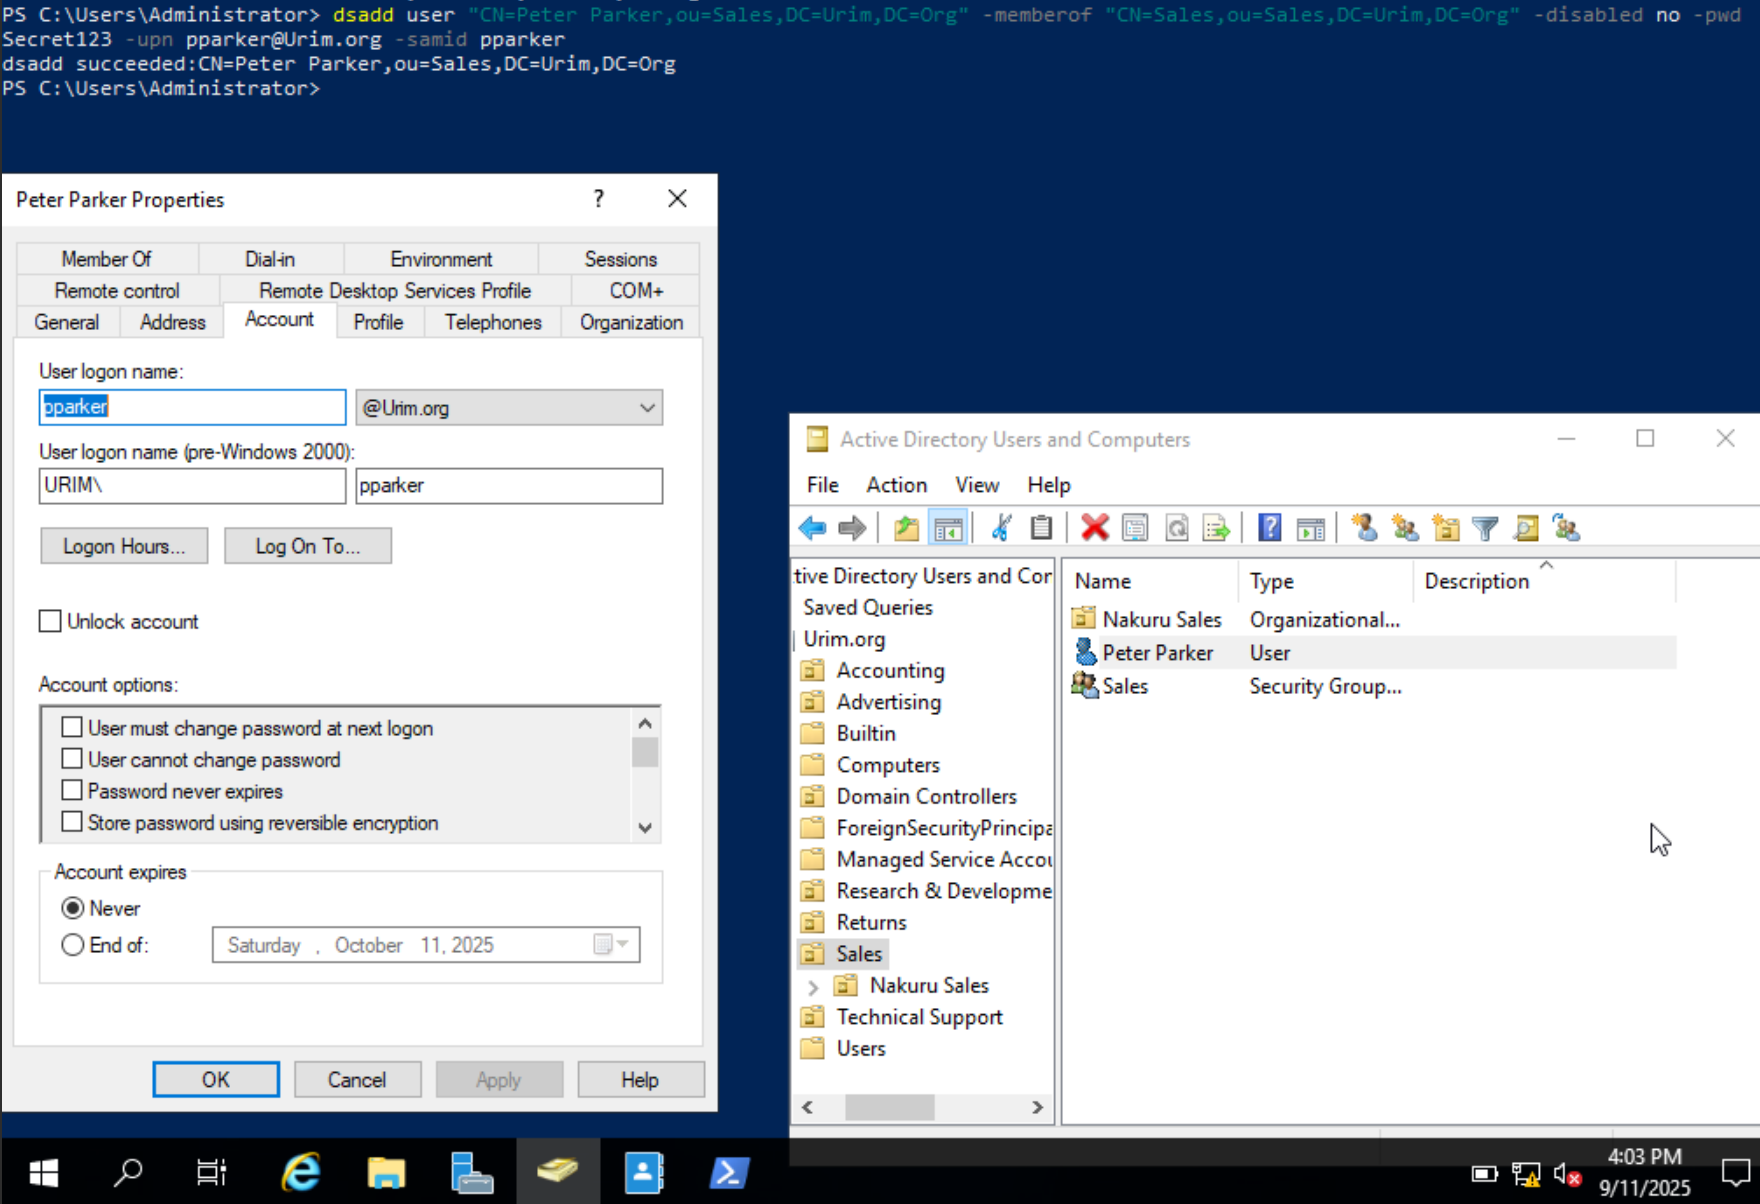 PS C:\Users\Administrator> dsadd user "CN=Peter Parker,ou=Sales,DC=Urim,DC=Org" -memberof "CN=Sales,ou=Sales,DC=Urim,DC=Org" -disabled no -pwd
Secret123 -upn pparker@Urim.org -samid pparker
dsadd succeeded:CN=Peter Parker,ou=Sales,DC=Urim,DC=Org
PS C:\Users\Administrator>
Peter Parker Properties
?
Member Of Dial-in Environment Sessions
Remote control Remote Desktop Services Profile COM+
General Address Account Profile Telephones Organization
User logon name:
pparker @Urim.org
User logon name (pre-Windows 2000):
URIM\ pparker
Logon Hours... Log On To...
Unlock account
Account options:
User must change password at next logon
User cannot change password
Password never expires
Store password using reversible encryption
Account expires
Never
End of: Saturday , October 11, 2025
OK Cancel Apply Help
Active Directory Users and Computers
File Action View Help
tive Directory Users and Cor
Saved Queries
Urim.org
Accounting
Advertising
Builtin
Computers
Domain Controllers
ForeignSecurityPrincipa
Managed Service Accou
Research & Developme
Returns
Sales
Nakuru Sales
Technical Support
Users
Name Type Description
Nakuru Sales Organizational...
Peter Parker User
Sales Security Group...
4:03 PM
9/11/2025